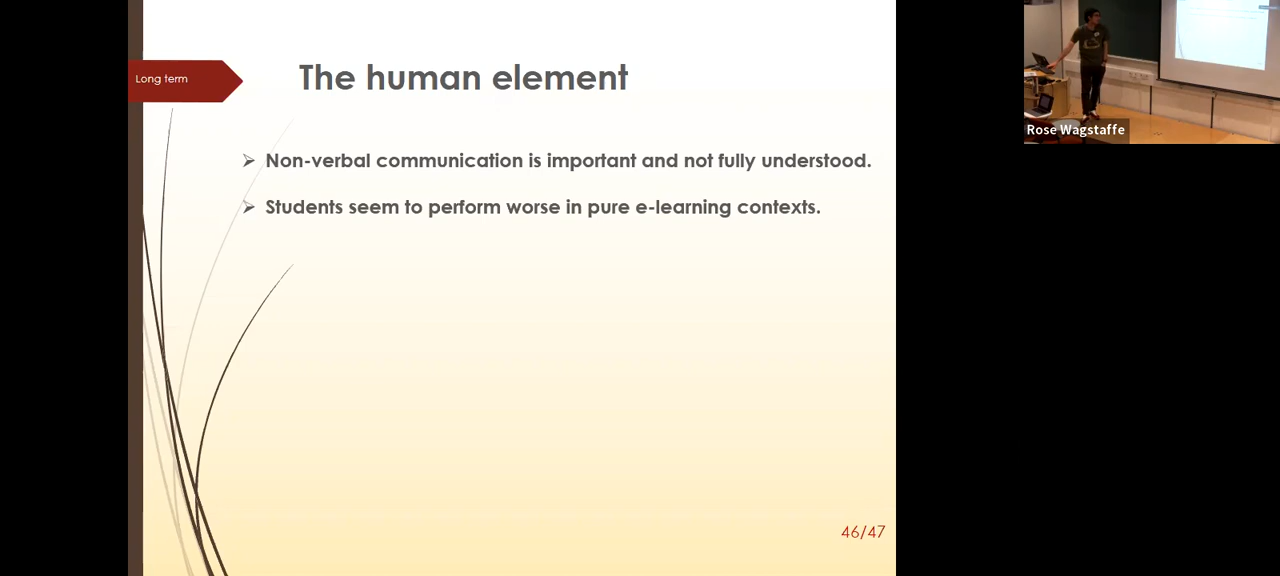 Long term
The human element
Non-verbal communication is important and not fully understood.
Students seem to perform worse in pure e-learning contexts.
46/47
Rose Wagstaffe